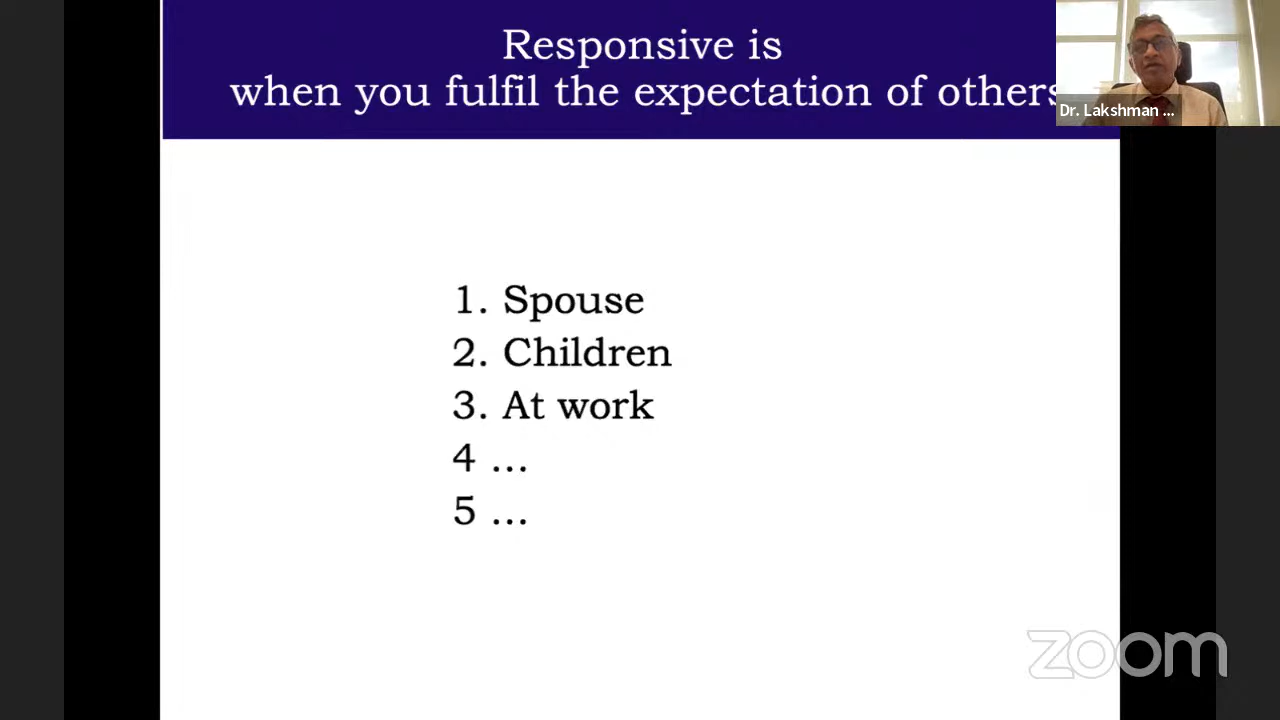 Responsive is
when you fulfil the expectation of others
1. Spouse
2. Children
3. At work
4 ...
5 ...
Dr. Lakshman ...
zoom